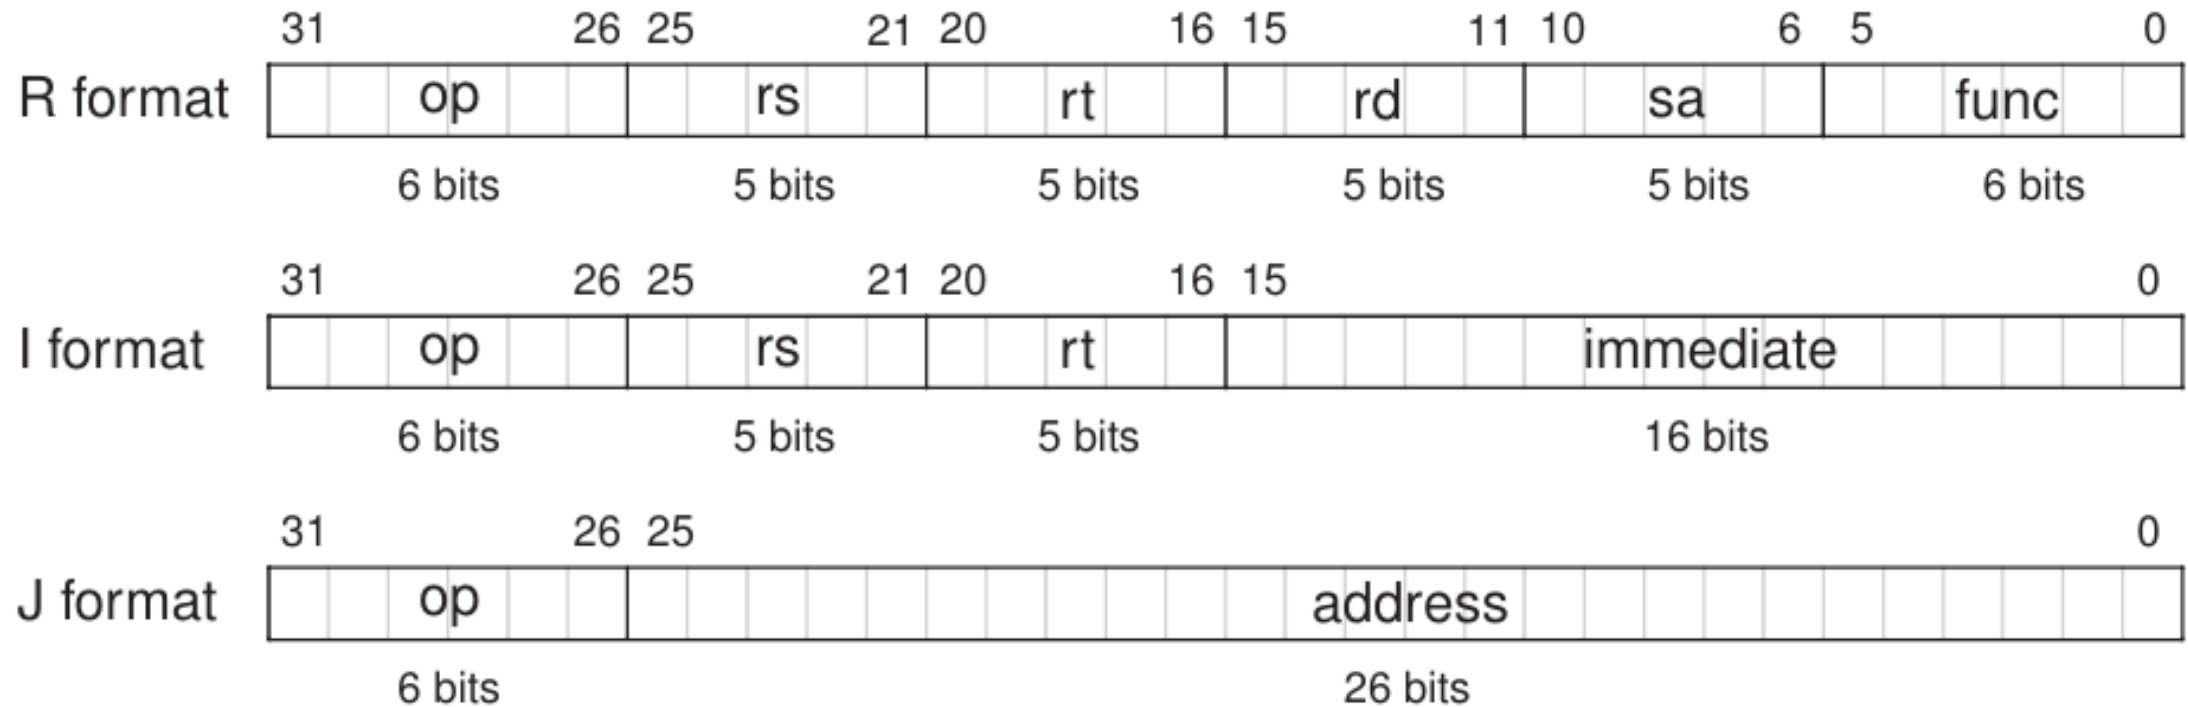 31 26 25 21 20 16 15 11 10 6 5 0
R format op rs rt rd sa func
6 bits 5 bits 5 bits 5 bits 5 bits 6 bits
31 26 25 21 20 16 15 0
I format op rs rt immediate
6 bits 5 bits 5 bits 16 bits
31 26 25 0
J format op address
6 bits 26 bits